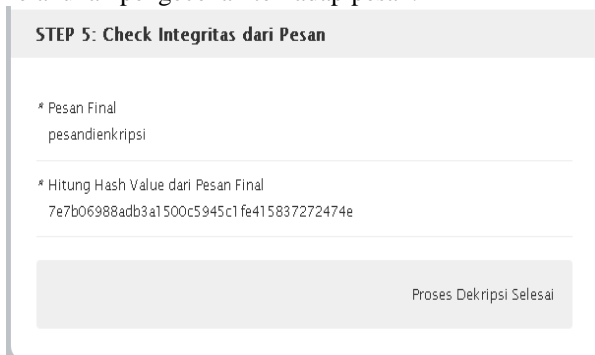 STEP 5: Check Integritas dari Pesan
* Pesan Final
pesandienkripsi
* Hitung Hash Value dari Pesan Final
7e7b06988adb3a1500c5945c1fe415837272474e
Proses Dekripsi Selesai